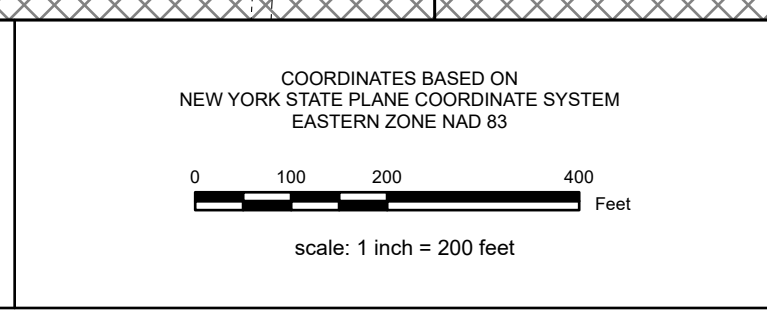 COORDINATES BASED ON
NEW YORK STATE PLANE COORDINATE SYSTEM
EASTERN ZONE NAD 83
0 100 200 400
Feet
scale: 1 inch = 200 feet